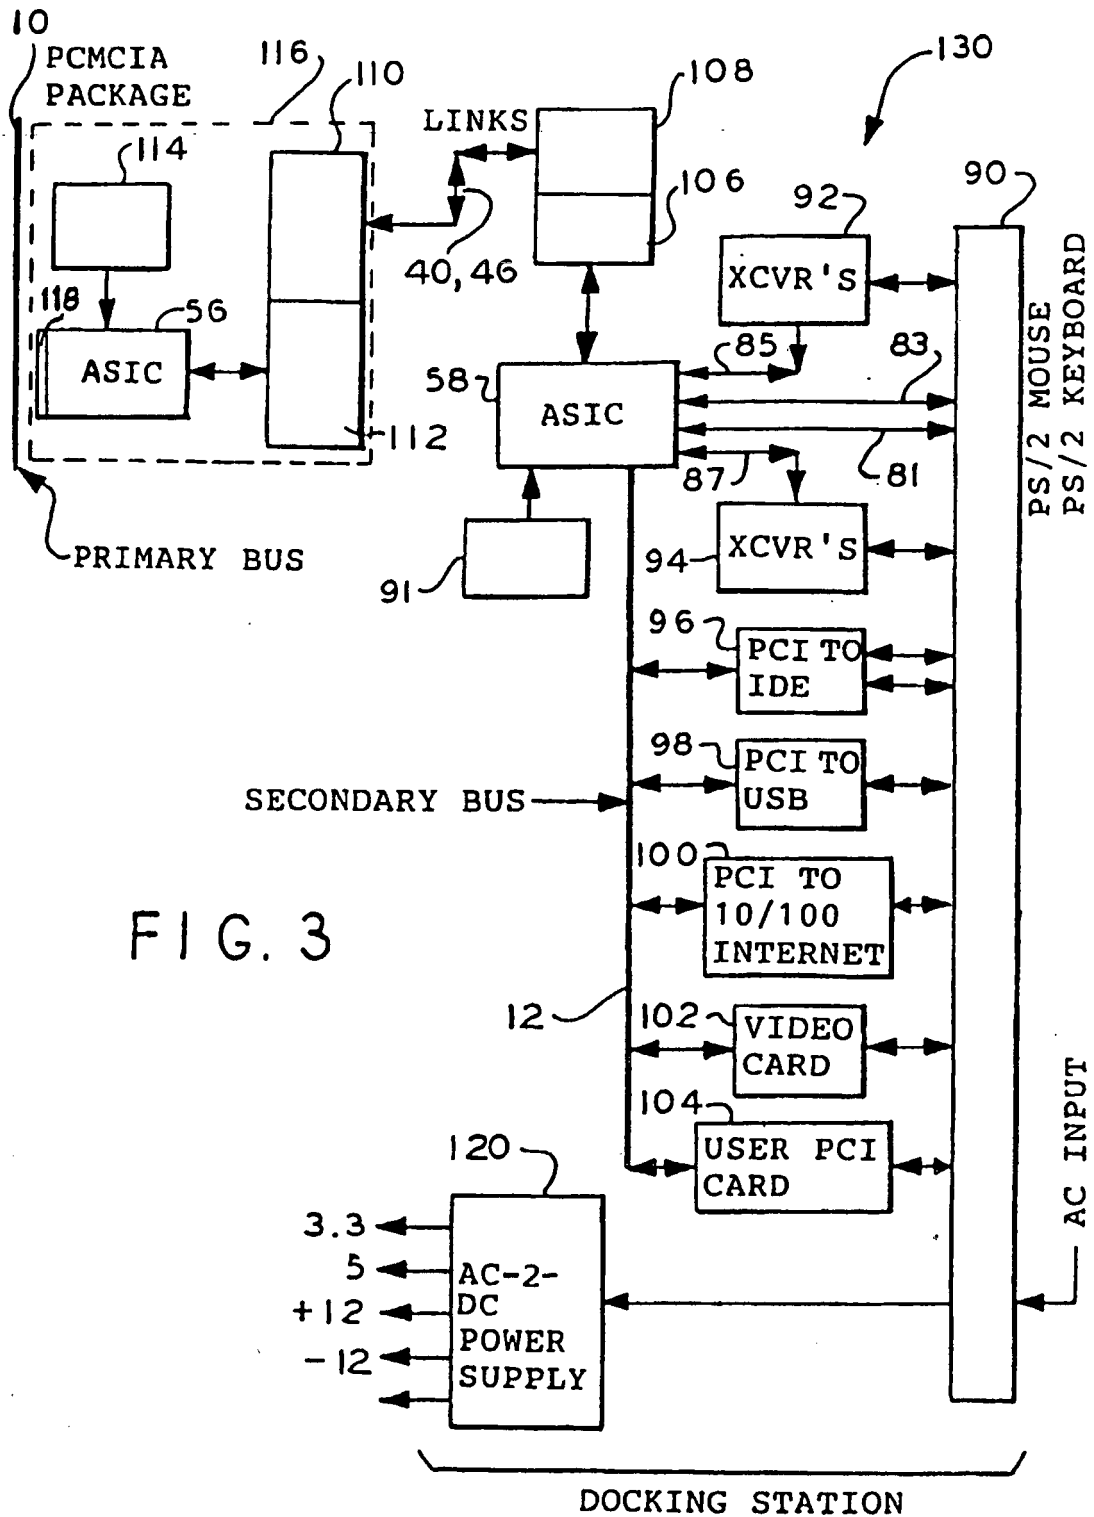 10
PCMCIA
PACKAGE
116
110
114
118
56
ASIC
112
PRIMARY BUS
LINKS
40,46
108
106
130
90
92
XCVR'S
85
83
58
ASIC
81
87
91
94
XCVR'S
PS/2 MOUSE
PS/2 KEYBOARD
96
PCI TO
IDE
98
PCI TO
USB
SECONDARY BUS
100
PCI TO
10/100
INTERNET
FIG. 3
12
102
VIDEO
CARD
104
USER PCI
CARD
AC INPUT
120
3.3
5
+12
-12
AC-2-
DC
POWER
SUPPLY
DOCKING STATION